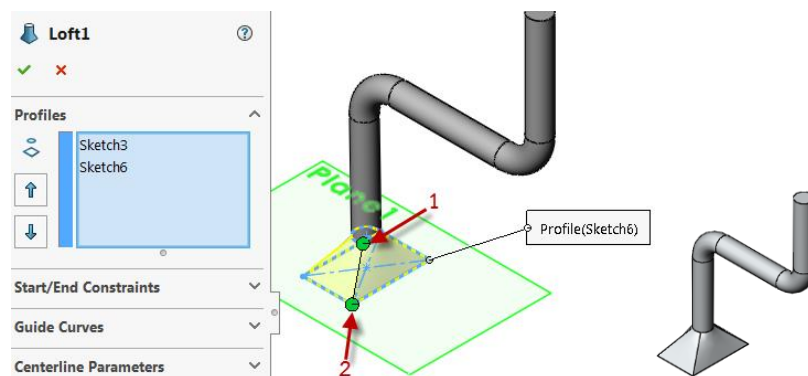 Loft1
Profiles
Sketch3
Sketch6
Start/End Constraints
Guide Curves
Centerline Parameters
Plane1
1
Profile(Sketch6)
2